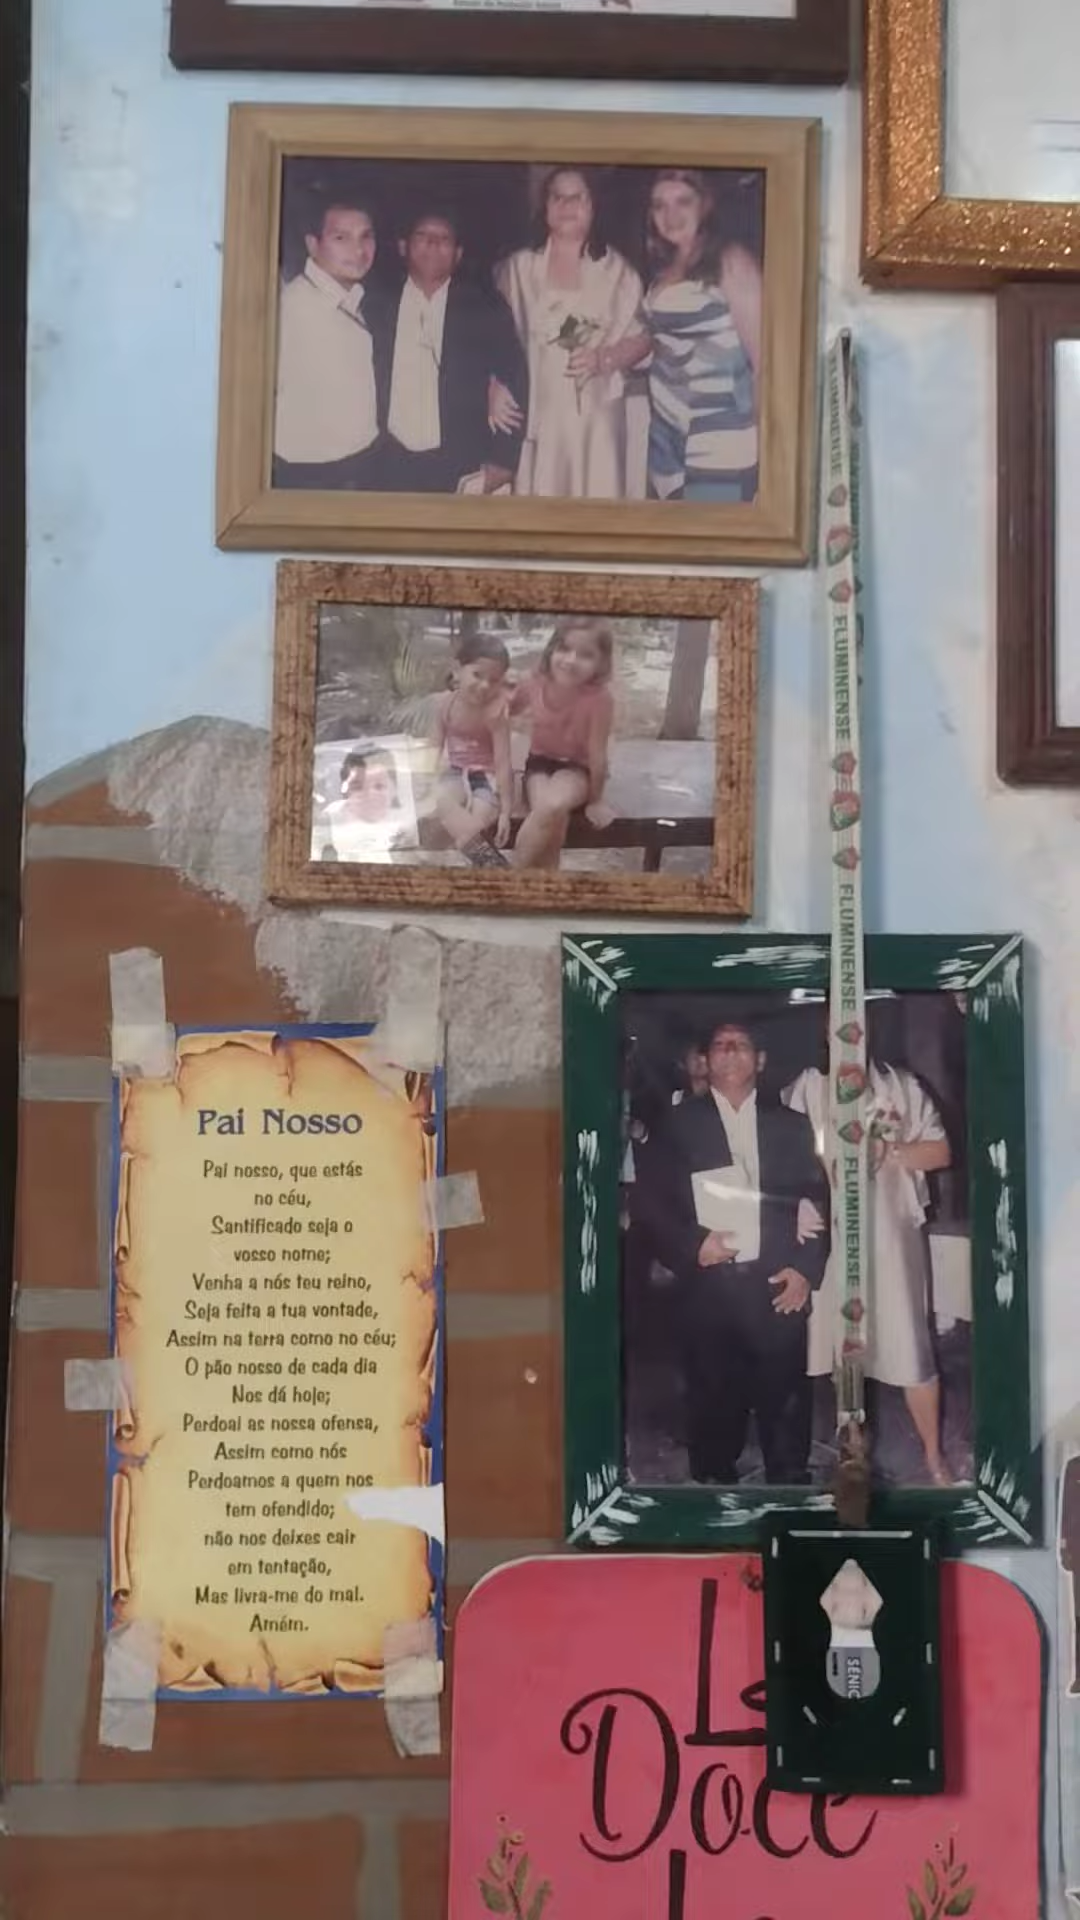 FLUMINENSE
FLUMINENSE
FLUMINENSE
FLUMINENSE
Pai Nosso
Pai nosso, que estás
no céu,
Santificado seja o
vosso nome;
Venha a nós teu reino,
Seja feita a tua vontade,
Assim na terra como no céu;
O pão nosso de cada dia
Nos dá hoje;
Perdoai as nossa ofensa,
Assim como nós
Perdoamos a quem nos
tem ofendido;
não nos deixes cair
em tentação,
Mas livra-me do mal.
Amém.
SÊNIO
L
Doce